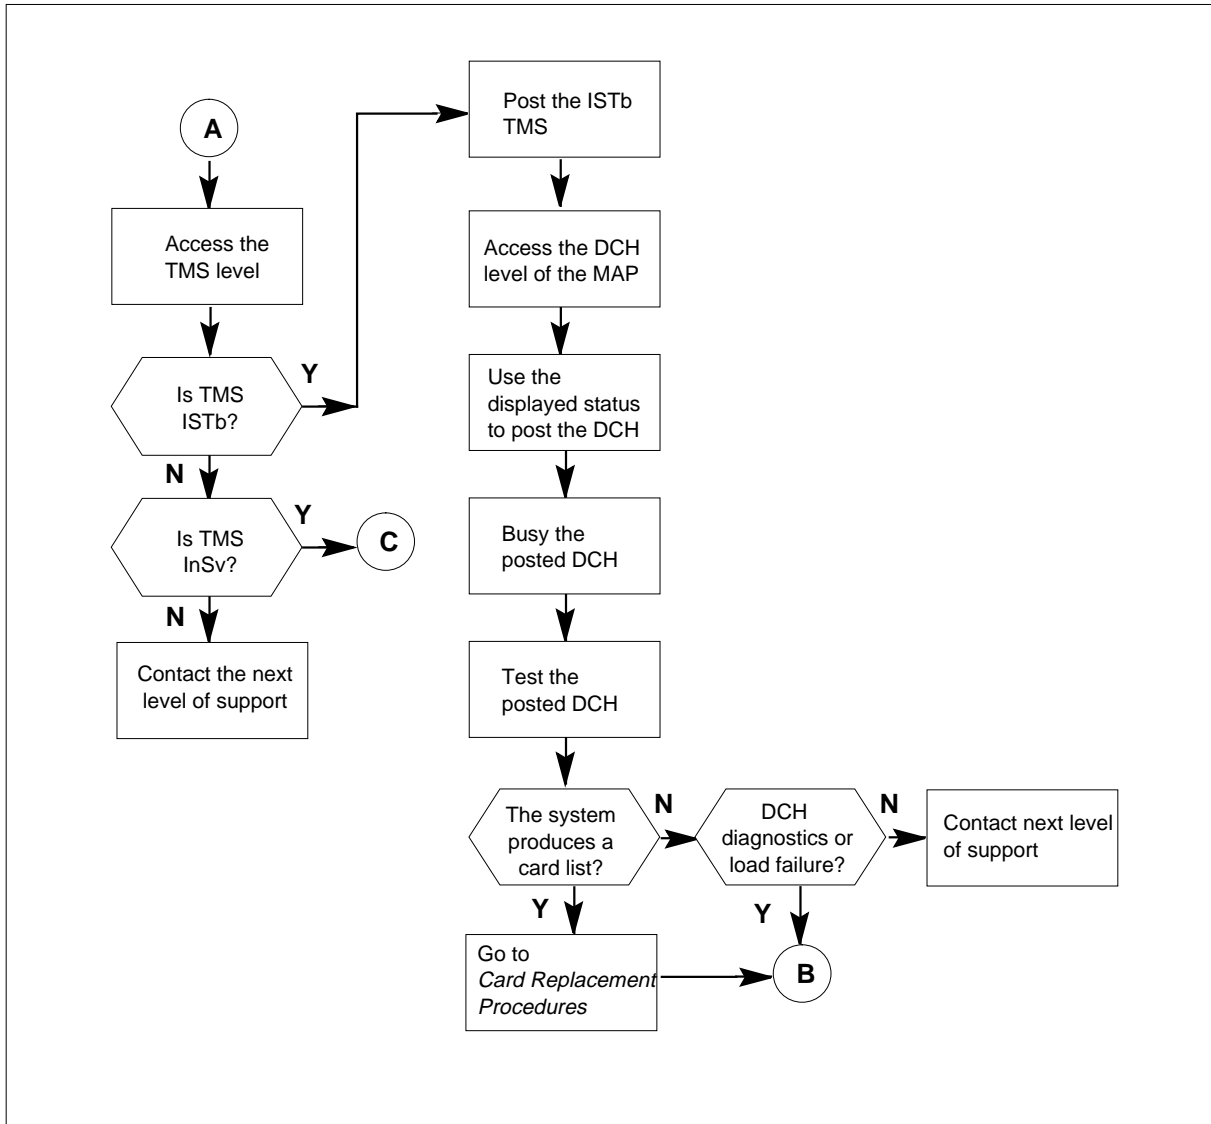 A
Access the
TMS level
Is TMS
ISTb?
Y
N
Is TMS
InSv?
Y
C
N
Contact the next
level of support
Post the ISTb
TMS
Access the DCH
level of the MAP
Use the
displayed status
to post the DCH
Busy the
posted DCH
Test the
posted DCH
The system
produces a
card list?
N
DCH
diagnostics or
load failure?
N
Contact next level
of support
Y
Y
Go to
Card Replacement
Procedures
B